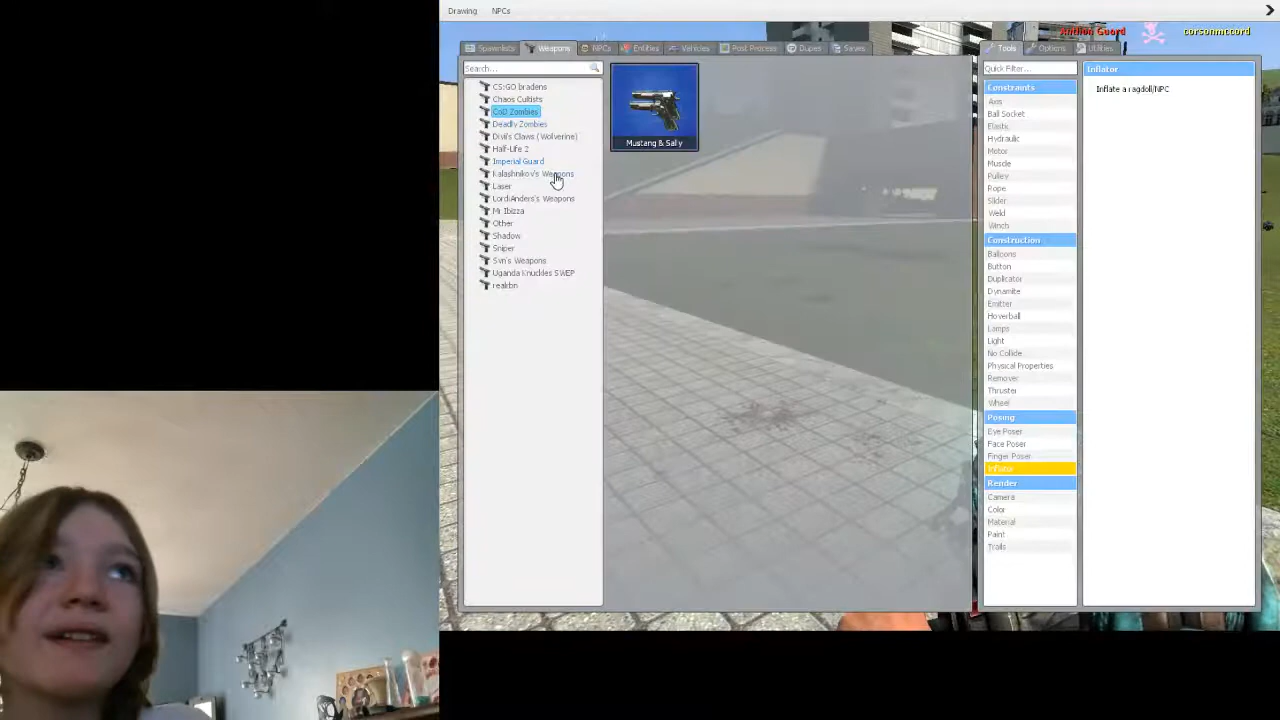 Drawing NPCs
Antlion Guard corsonmccord
Spawnlists Weapons NPCs Entities Vehicles Post Process Dupes Saves
Tools Options Utilities
Search...
CS:GO bradens
Chaos Cultists
CoD Zombies
Deadly Zombies
Divii's Claws (Wolverine)
Half-Life 2
Imperial Guard
Kalashnikov's Weapons
Laser
LordiAnders's Weapons
Mr Ibizza
Other
Shadow
Sniper
Syn's Weapons
Uganda Knuckles SWEP
reakbn
Mustang & Sally
Quick Filter...
Constraints
Axis
Ball Socket
Elastic
Hydraulic
Motor
Muscle
Pulley
Rope
Slider
Weld
Winch
Construction
Balloons
Button
Duplicator
Dynamite
Emitter
Hoverball
Lamps
Light
No Collide
Physical Properties
Remover
Thruster
Wheel
Posing
Eye Poser
Face Poser
Finger Poser
Inflator
Render
Camera
Color
Material
Paint
Trails
Inflator
Inflate a ragdoll/NPC